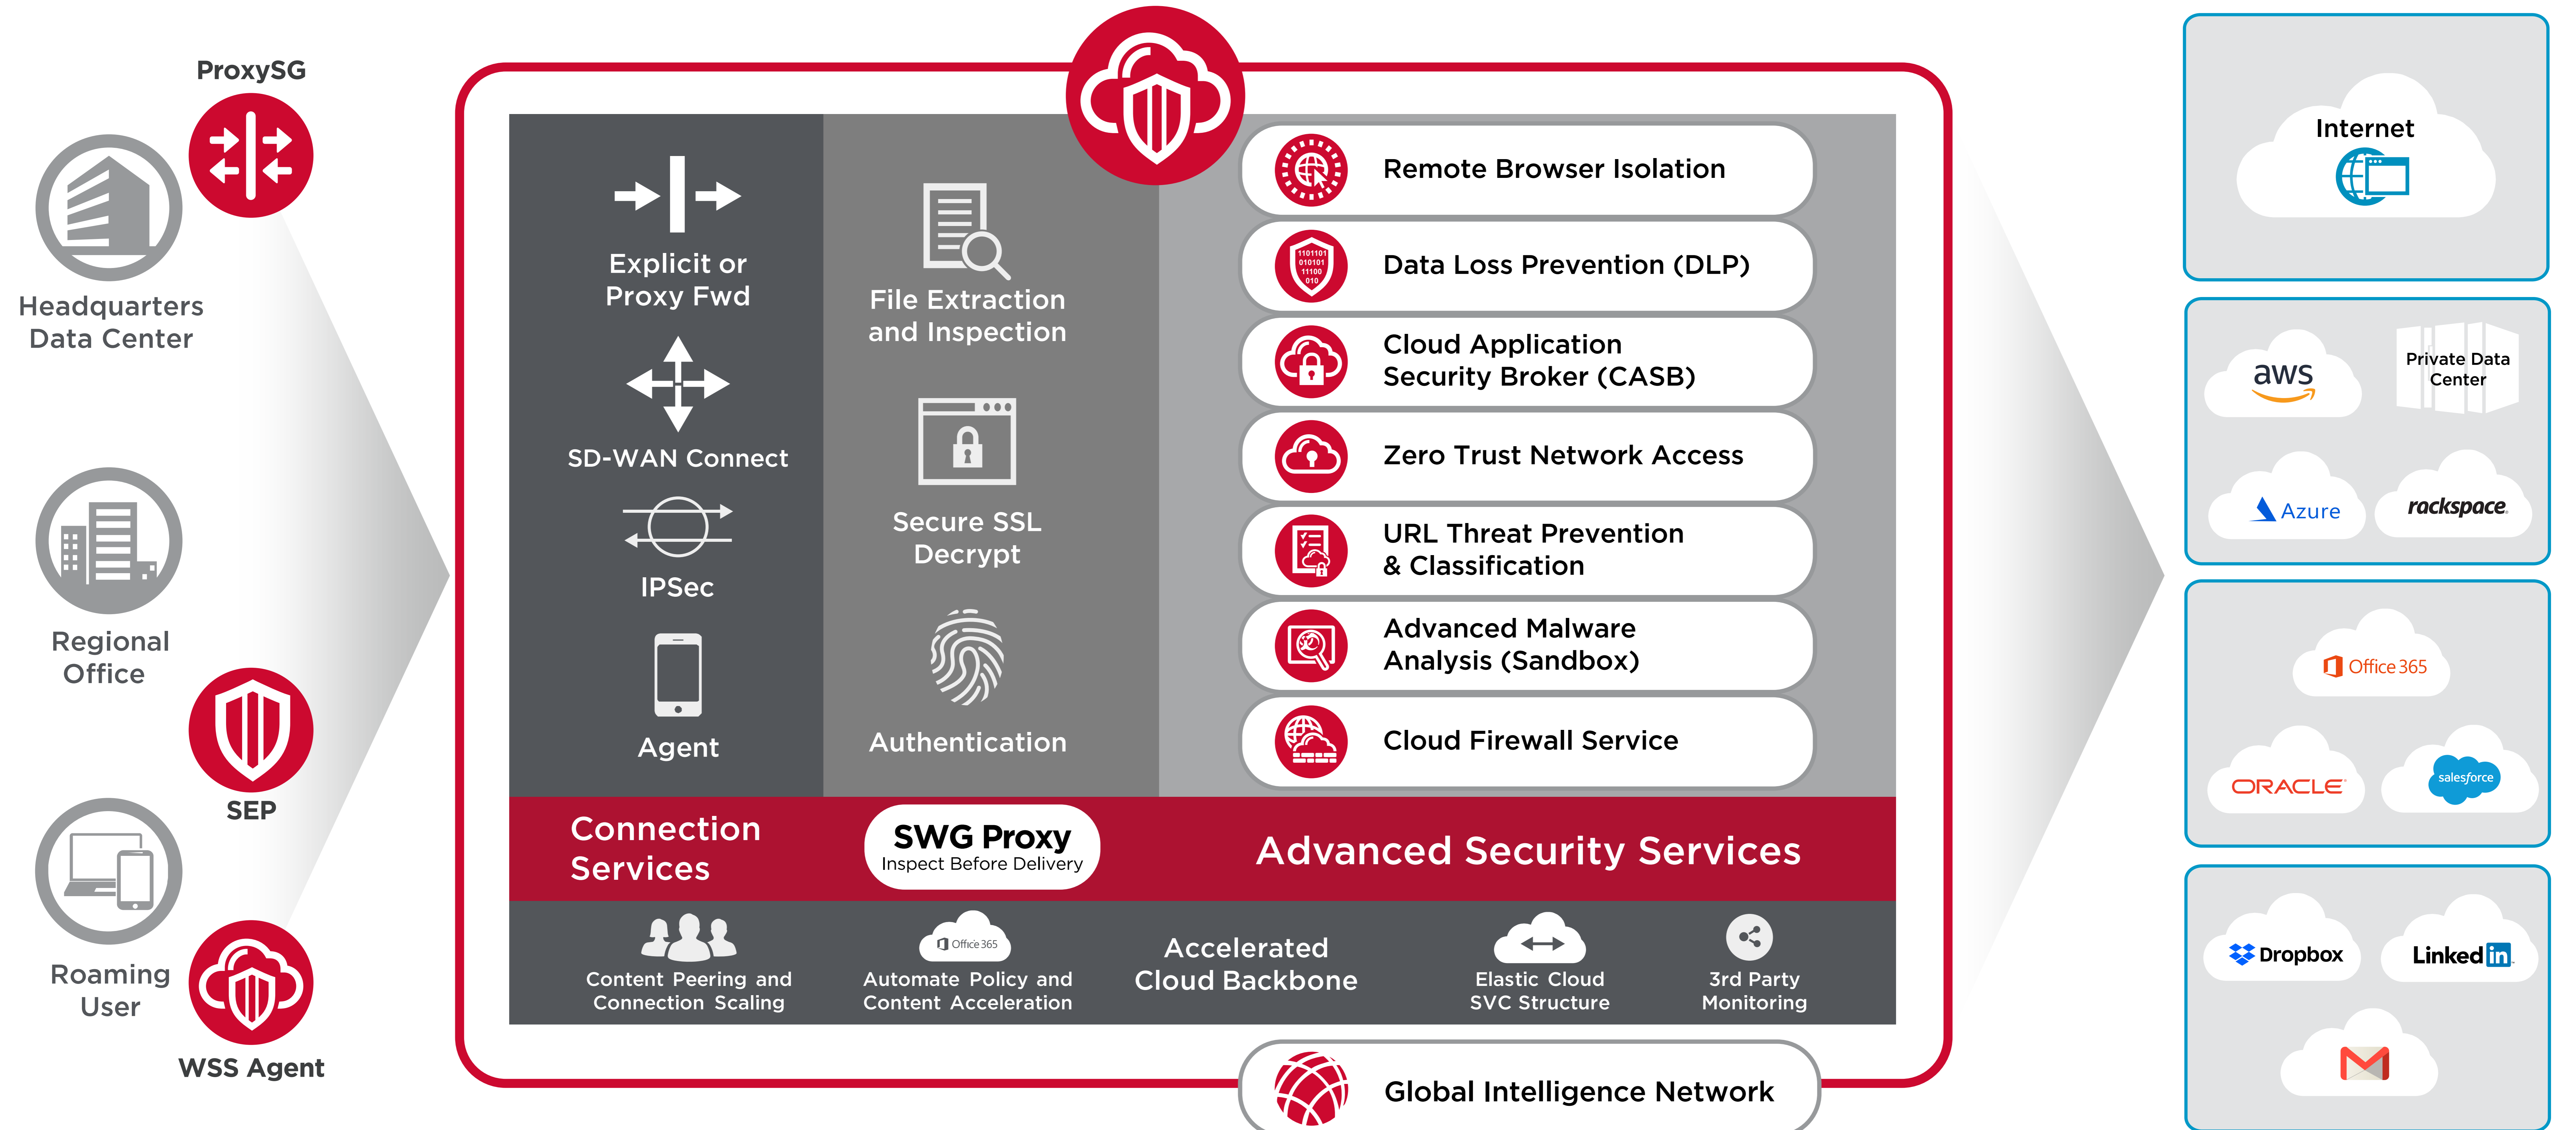 ProxySG
Headquarters
Data Center
Regional
Office
SEP
Roaming
User
WSS Agent
Explicit or
Proxy Fwd
SD-WAN Connect
IPSec
Agent
File Extraction
and Inspection
Secure SSL
Decrypt
Authentication
Remote Browser Isolation
1101101
010101
11100
010
Data Loss Prevention (DLP)
Cloud Application
Security Broker (CASB)
Zero Trust Network Access
URL Threat Prevention
& Classification
Advanced Malware
Analysis (Sandbox)
Cloud Firewall Service
Connection
Services
SWG Proxy
Inspect Before Delivery
Advanced Security Services
Content Peering and
Connection Scaling
Office 365
Automate Policy and
Content Acceleration
Accelerated
Cloud Backbone
Elastic Cloud
SVC Structure
3rd Party
Monitoring
Global Intelligence Network
Internet
aws
Private Data
Center
Azure
rackspace
Office 365
ORACLE
salesforce
Dropbox
LinkedIn